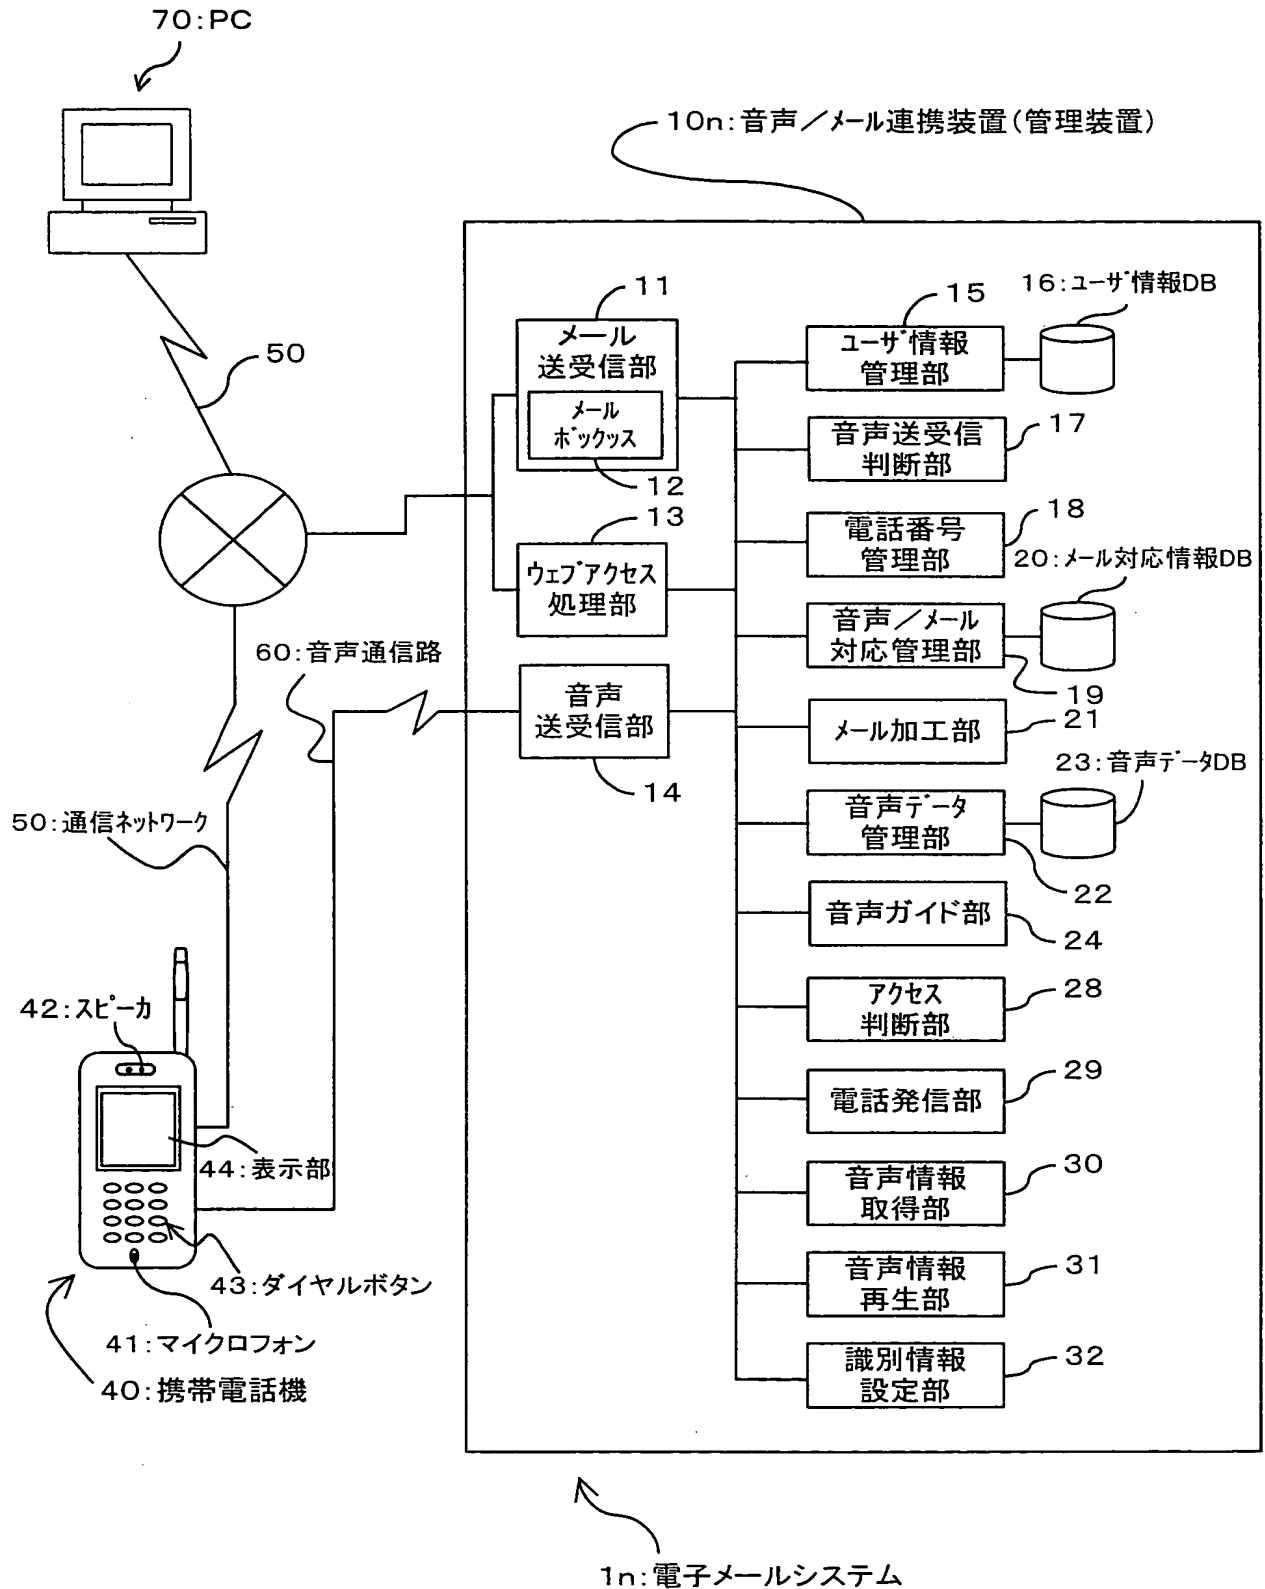 70:PC
10n:音声／メール連携装置(管理装置)
11
メール
送受信部
メール
ボックッス
12
50
13
ウェブアクセス
処理部
60:音声通信路
音声
送受信部
14
15
ユーザ情報
管理部
16:ユーザ情報DB
音声送受信
判断部
17
電話番号
管理部
18
20:メール対応情報DB
音声／メール
対応管理部
19
メール加工部
21
23:音声データDB
音声データ
管理部
22
音声ガイド部
24
アクセス
判断部
28
電話発信部
29
音声情報
取得部
30
音声情報
再生部
31
識別情報
設定部
32
50:通信ネットワーク
42:スピーカ
44:表示部
43:ダイヤルボタン
41:マイクロフォン
40:携帯電話機
1n:電子メールシステム